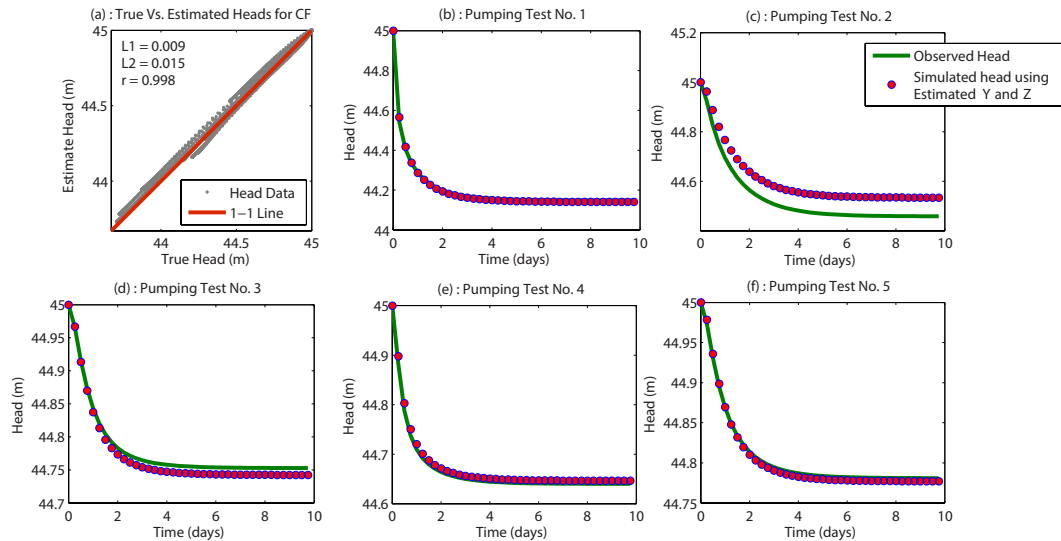 (a) : True Vs. Estimated Heads for CF
45
44.5
44
Estimate Head (m)
L1 = 0.009
L2 = 0.015
r = 0.998
Head Data
1−1 Line
44
44.5
45
True Head (m)
(b) : Pumping Test No. 1
45
44.8
44.6
44.4
44.2
44
Head (m)
0
2
4
6
8
10
Time (days)
(c) : Pumping Test No. 2
45.2
45
44.8
44.6
Head (m)
Observed Head
Simulated head using
Estimated Y and Z
0
2
4
6
8
10
Time (days)
(d) : Pumping Test No. 3
45
44.95
44.9
44.85
44.8
44.75
44.7
Head (m)
0
2
4
6
8
10
Time (days)
(e) : Pumping Test No. 4
45
44.9
44.8
44.7
44.6
Head (m)
0
2
4
6
8
10
Time (days)
(f) : Pumping Test No. 5
45
44.95
44.9
44.85
44.8
44.75
Head (m)
0
2
4
6
8
10
Time (days)